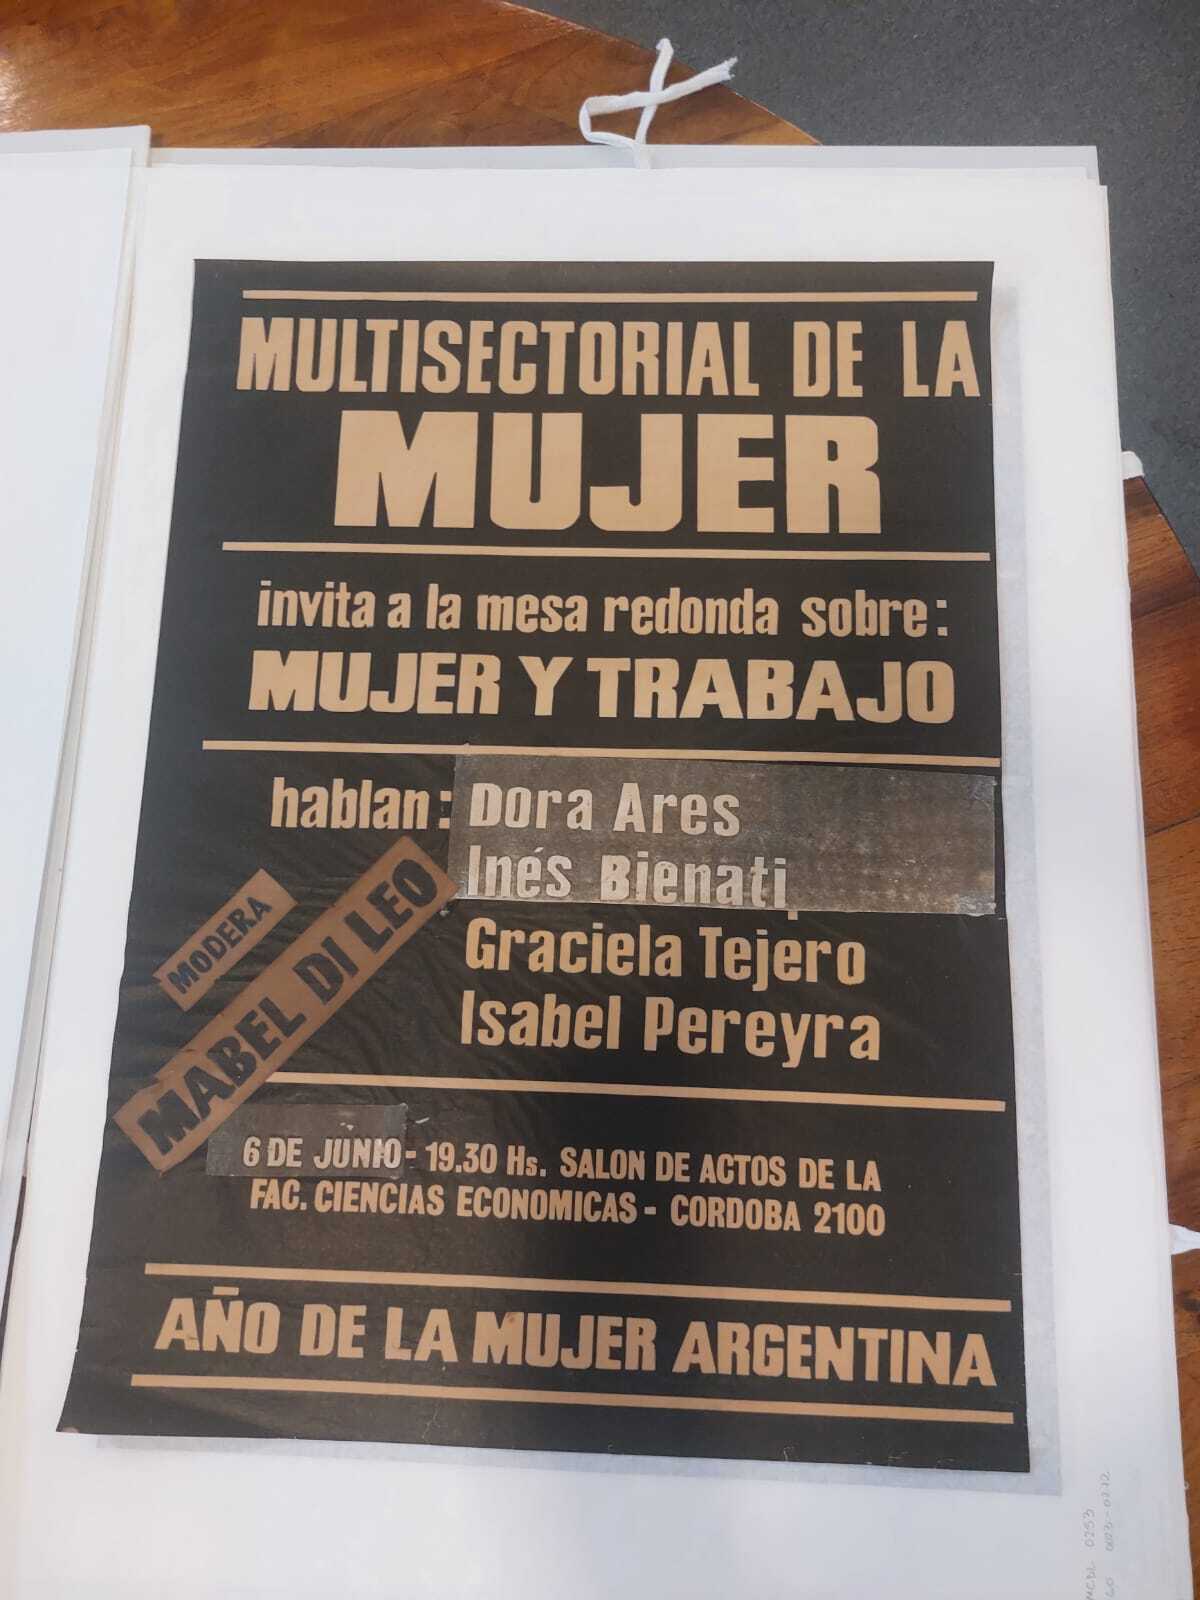 MULTISECTORIAL DE LA
MUJER
invita a la mesa redonda sobre:
MUJER Y TRABAJO
hablan: Dora Ares
Inés Bienati
Graciela Tejero
Isabel Pereyra
MODERA
MABEL DI LEO
6 DE JUNIO - 19.30 Hs. SALON DE ACTOS DE LA
FAC. CIENCIAS ECONOMICAS - CORDOBA 2100
AÑO DE LA MUJER ARGENTINA
0253